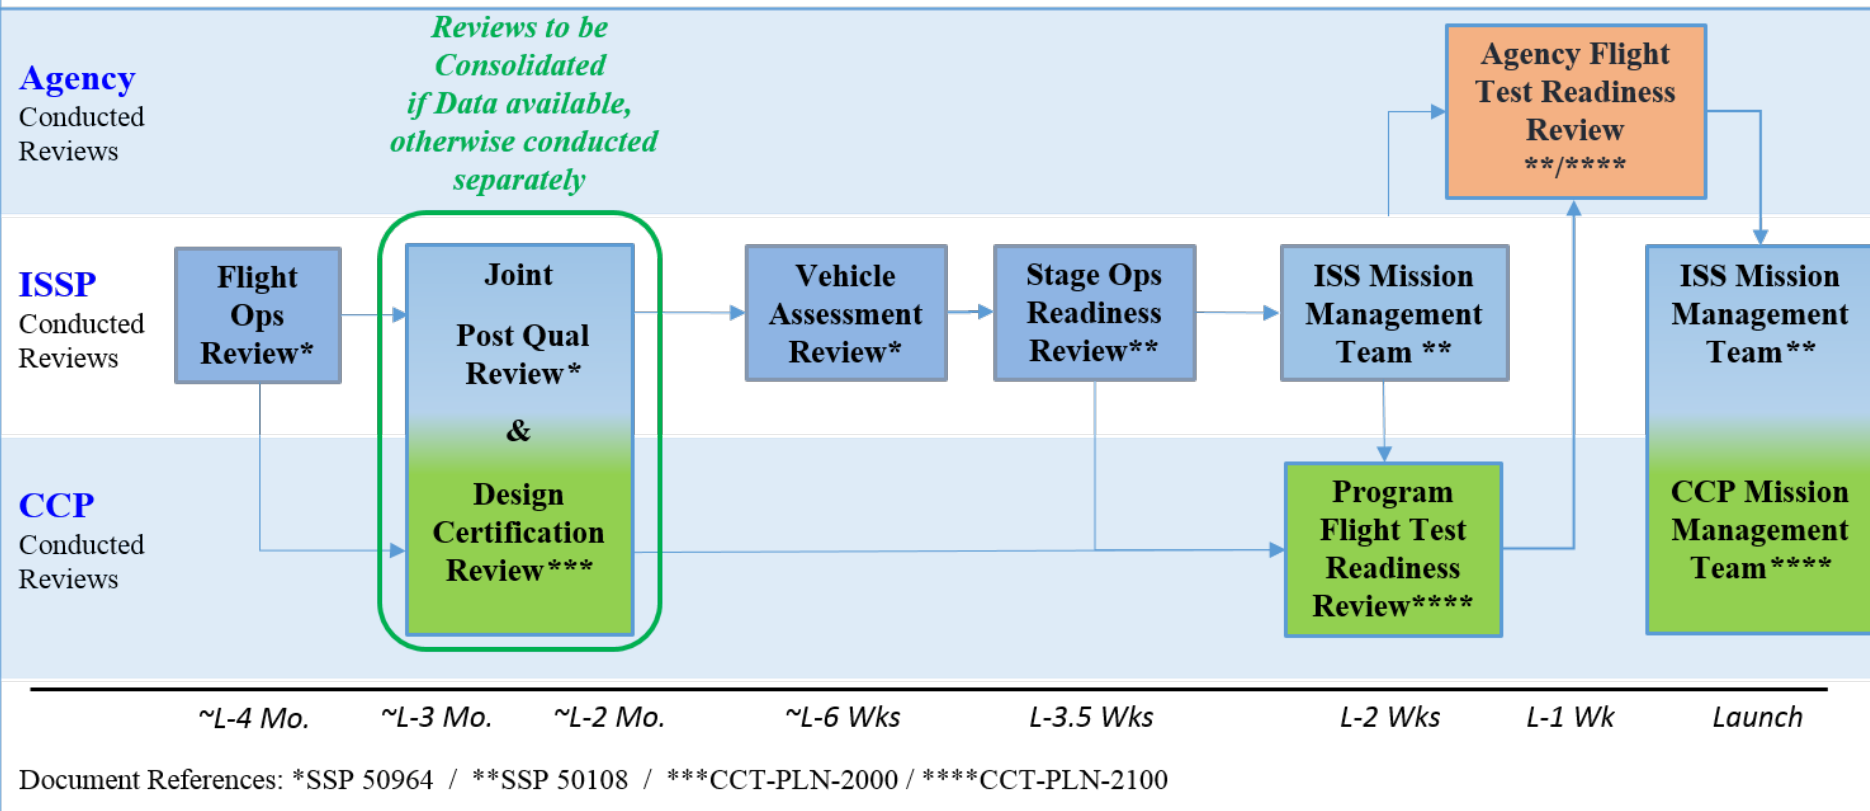 Reviews to be
Consolidated
if Data available,
otherwise conducted
separately
Agency
Conducted
Reviews
Agency Flight
Test Readiness
Review
**/****
ISSP
Conducted
Reviews
Flight
Ops
Review*
Joint
Post Qual
Review*
&
Design
Certification
Review***
Vehicle
Assessment
Review*
Stage Ops
Readiness
Review**
ISS Mission
Management
Team **
ISS Mission
Management
Team**
CCP
Conducted
Reviews
Program
Flight Test
Readiness
Review****
CCP Mission
Management
Team****
~L-4 Mo.
~L-3 Mo.
~L-2 Mo.
~L-6 Wks
L-3.5 Wks
L-2 Wks
L-1 Wk
Launch
Document References: *SSP 50964 / **SSP 50108 / ***CCT-PLN-2000 / ****CCT-PLN-2100